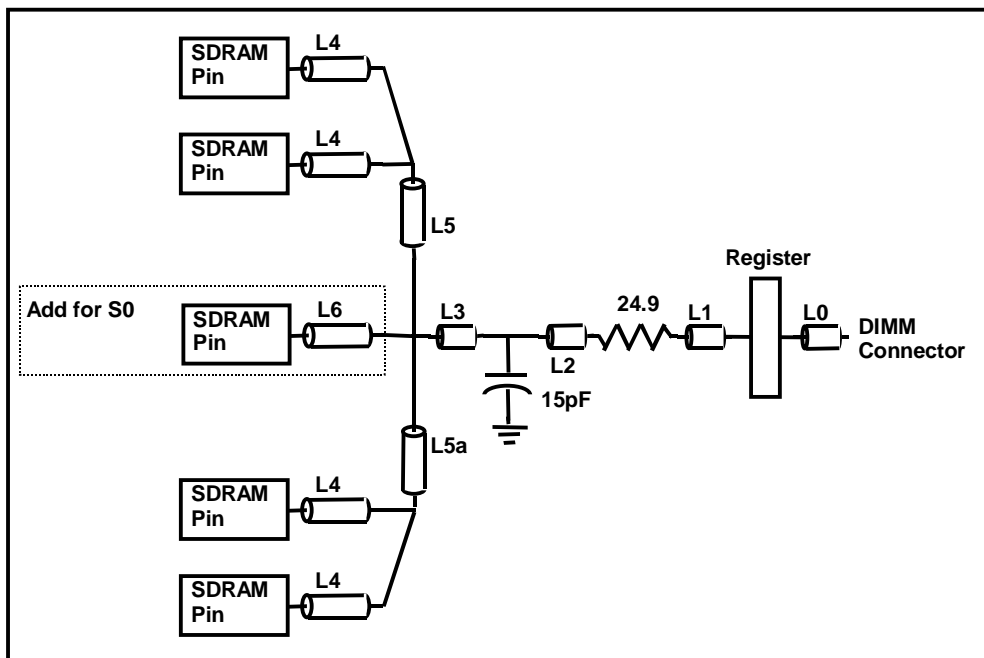 L4
SDRAM
Pin
L4
SDRAM
Pin
L5
Register
Add for S0
L6
SDRAM
Pin
L3
24.9
L1
L0
DIMM
Connector
L2
15pF
L5a
L4
SDRAM
Pin
L4
SDRAM
Pin